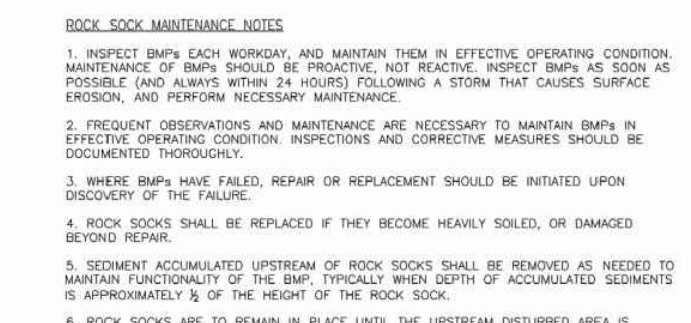 ROCK SOCK MAINTENANCE NOTES
1. INSPECT BMPs EACH WORKDAY, AND MAINTAIN THEM IN EFFECTIVE OPERATING CONDITION.
MAINTENANCE OF BMPs SHOULD BE PROACTIVE, NOT REACTIVE. INSPECT BMPs AS SOON AS
POSSIBLE (AND ALWAYS WITHIN 24 HOURS) FOLLOWING A STORM THAT CAUSES SURFACE
EROSION, AND PERFORM NECESSARY MAINTENANCE.
2. FREQUENT OBSERVATIONS AND MAINTENANCE ARE NECESSARY TO MAINTAIN BMPs IN
EFFECTIVE OPERATING CONDITION. INSPECTIONS AND CORRECTIVE MEASURES SHOULD BE
DOCUMENTED THOROUGHLY.
3. WHERE BMPs HAVE FAILED, REPAIR OR REPLACEMENT SHOULD BE INITIATED UPON
DISCOVERY OF THE FAILURE.
4. ROCK SOCKS SHALL BE REPLACED IF THEY BECOME HEAVILY SOILED, OR DAMAGED
BEYOND REPAIR.
5. SEDIMENT ACCUMULATED UPSTREAM OF ROCK SOCKS SHALL BE REMOVED AS NEEDED TO
MAINTAIN FUNCTIONALITY OF THE BMP, TYPICALLY WHEN DEPTH OF ACCUMULATED SEDIMENTS
IS APPROXIMATELY ½ OF THE HEIGHT OF THE ROCK SOCK.
6. ROCK SOCKS ARE TO REMAIN IN PLACE UNTIL THE UPSTREAM DISTURBED AREA IS